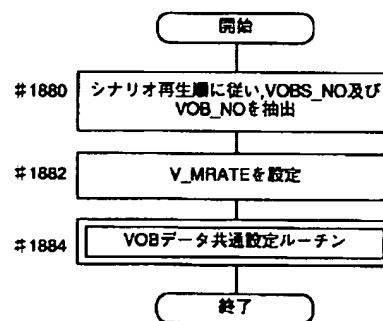 開始
#1880
シナリオ再生順に従い,VOBS_NO及び
VOB_NOを抽出
#1882
V_MRATEを設定
#1884
VOBデータ共通設定ルーチン
終了